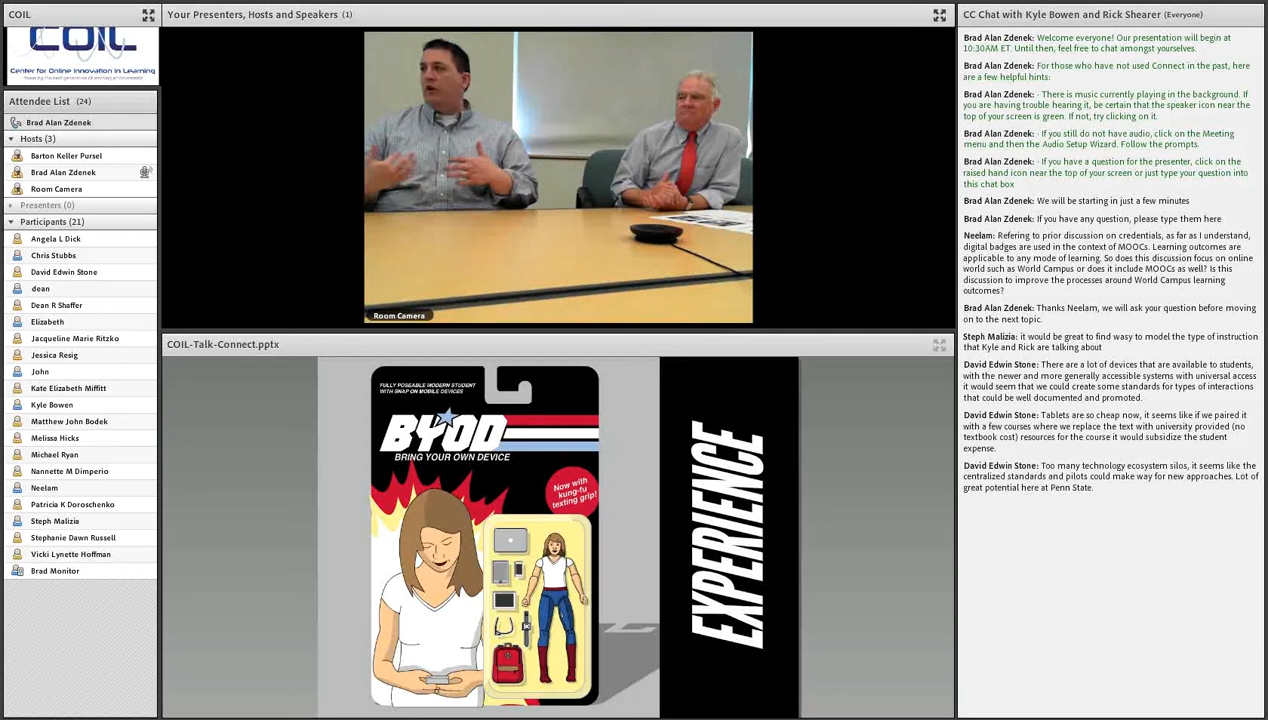 COIL
COIL
Center for Online Innovation in Learning
Attendee List (24)
Brad Alan Zdenek
Hosts (3)
Barton Keller Pursel
Brad Alan Zdenek
Room Camera
Presenters (0)
Participants (21)
Angela L Dick
Chris Stubbs
David Edwin Stone
dean
Dean R Shaffer
Elizabeth
Jacqueline Marie Ritzko
Jessica Resig
John
Kate Elizabeth Miffitt
Kyle Bowen
Matthew John Bodek
Melissa Hicks
Michael Ryan
Nannette M Dimperio
Neelam
Patricia K Doroschenko
Steph Malizia
Stephanie Dawn Russell
Vicki Lynette Hoffman
Brad Monitor
Your Presenters, Hosts and Speakers (1)
Room Camera
COIL-Talk-Connect.pptx
FULLY POSEABLE MODERN STUDENT
WITH SNAP ON MOBILE DEVICES
BYOD
BRING YOUR OWN DEVICE
Now with
kung-fu
texting grip!
EXPERIENCE
CC Chat with Kyle Bowen and Rick Shearer (Everyone)
Brad Alan Zdenek: Welcome everyone! Our presentation will begin at
10:30AM ET. Until then, feel free to chat amongst yourselves.
Brad Alan Zdenek: For those who have not used Connect in the past, here
are a few helpful hints:
Brad Alan Zdenek: · There is music currently playing in the background. If
you are having trouble hearing it, be certain that the speaker icon near the
top of your screen is green. If not, try clicking on it.
Brad Alan Zdenek: · If you still do not have audio, click on the Meeting
menu and then the Audio Setup Wizard. Follow the prompts.
Brad Alan Zdenek: · If you have a question for the presenter, click on the
raised hand icon near the top of your screen or just type your question into
this chat box
Brad Alan Zdenek: We will be starting in just a few minutes
Brad Alan Zdenek: If you have any question, please type them here
Neelam: Refering to prior discussion on credentials, as far as I understand,
digital badges are used in the context of MOOCs. Learning outcomes are
applicable to any mode of learning. So does this discussion focus on online
world such as World Campus or does it include MOOCs as well? Is this
discussion to improve the processes around World Campus learning
outcomes?
Brad Alan Zdenek: Thanks Neelam, we will ask your question before moving
on to the next topic.
Steph Malizia: it would be great to find wasy to model the type of instruction
that Kyle and Rick are talking about
David Edwin Stone: There are a lot of devices that are available to students,
with the newer and more generally accessible systems with universal access
it would seem that we could create some standards for types of interactions
that could be well documented and promoted.
David Edwin Stone: Tablets are so cheap now, it seems like if we paired it
with a few courses where we replace the text with university provided (no
textbook cost) resources for the course it would subsidize the student
expense.
David Edwin Stone: Too many technology ecosystem silos, it seems like the
centralized standards and pilots could make way for new approaches. Lot of
great potential here at Penn State.